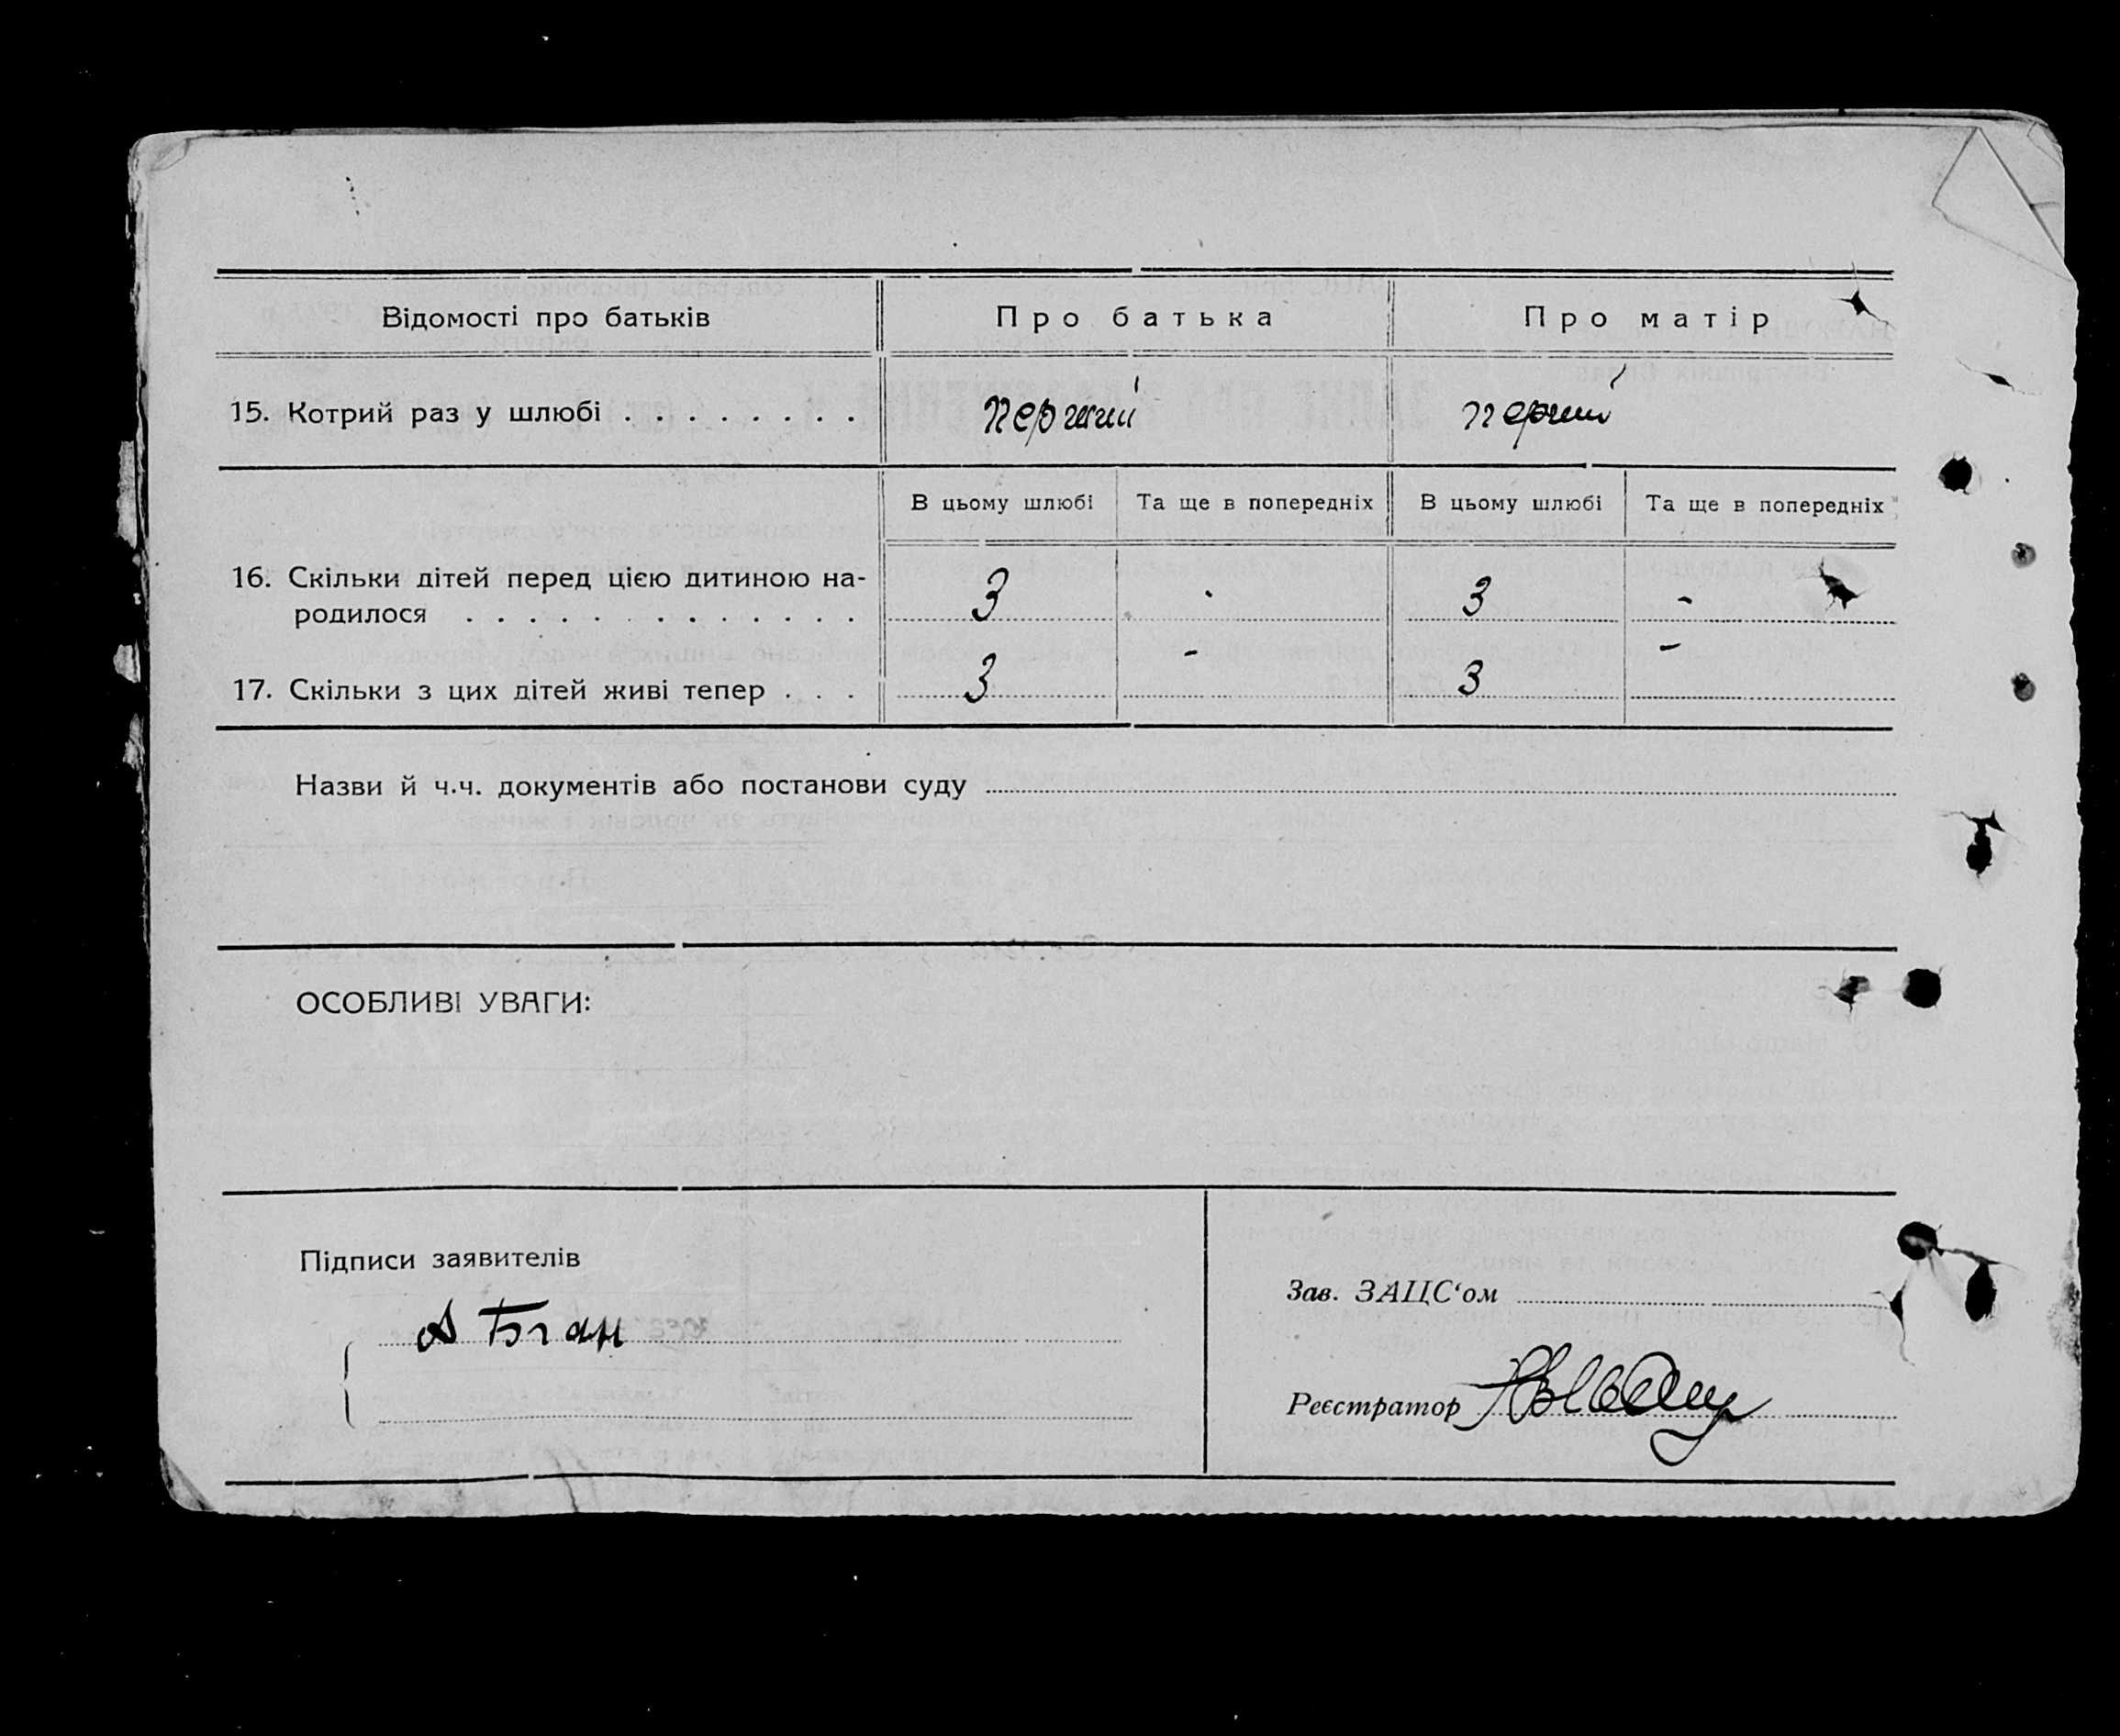 Відомості про батьків Про батька Про матір
15. Котрий раз у шлюбі . . . . . . . . перший перший
В цьому шлюбі Та ще в попередніх В цьому шлюбі Та ще в попередніх
16. Скільки дітей перед цією дитиною на-
родилося . . . . . . . . . . . . . 3 - 3 -
17. Скільки з цих дітей живі тепер . . . 3 - 3 -
Назви й ч.ч. документів або постанови суду
ОСОБЛИВІ УВАГИ:
Підписи заявителів
Зав. ЗАЦС‘ом
А
Реєстратор